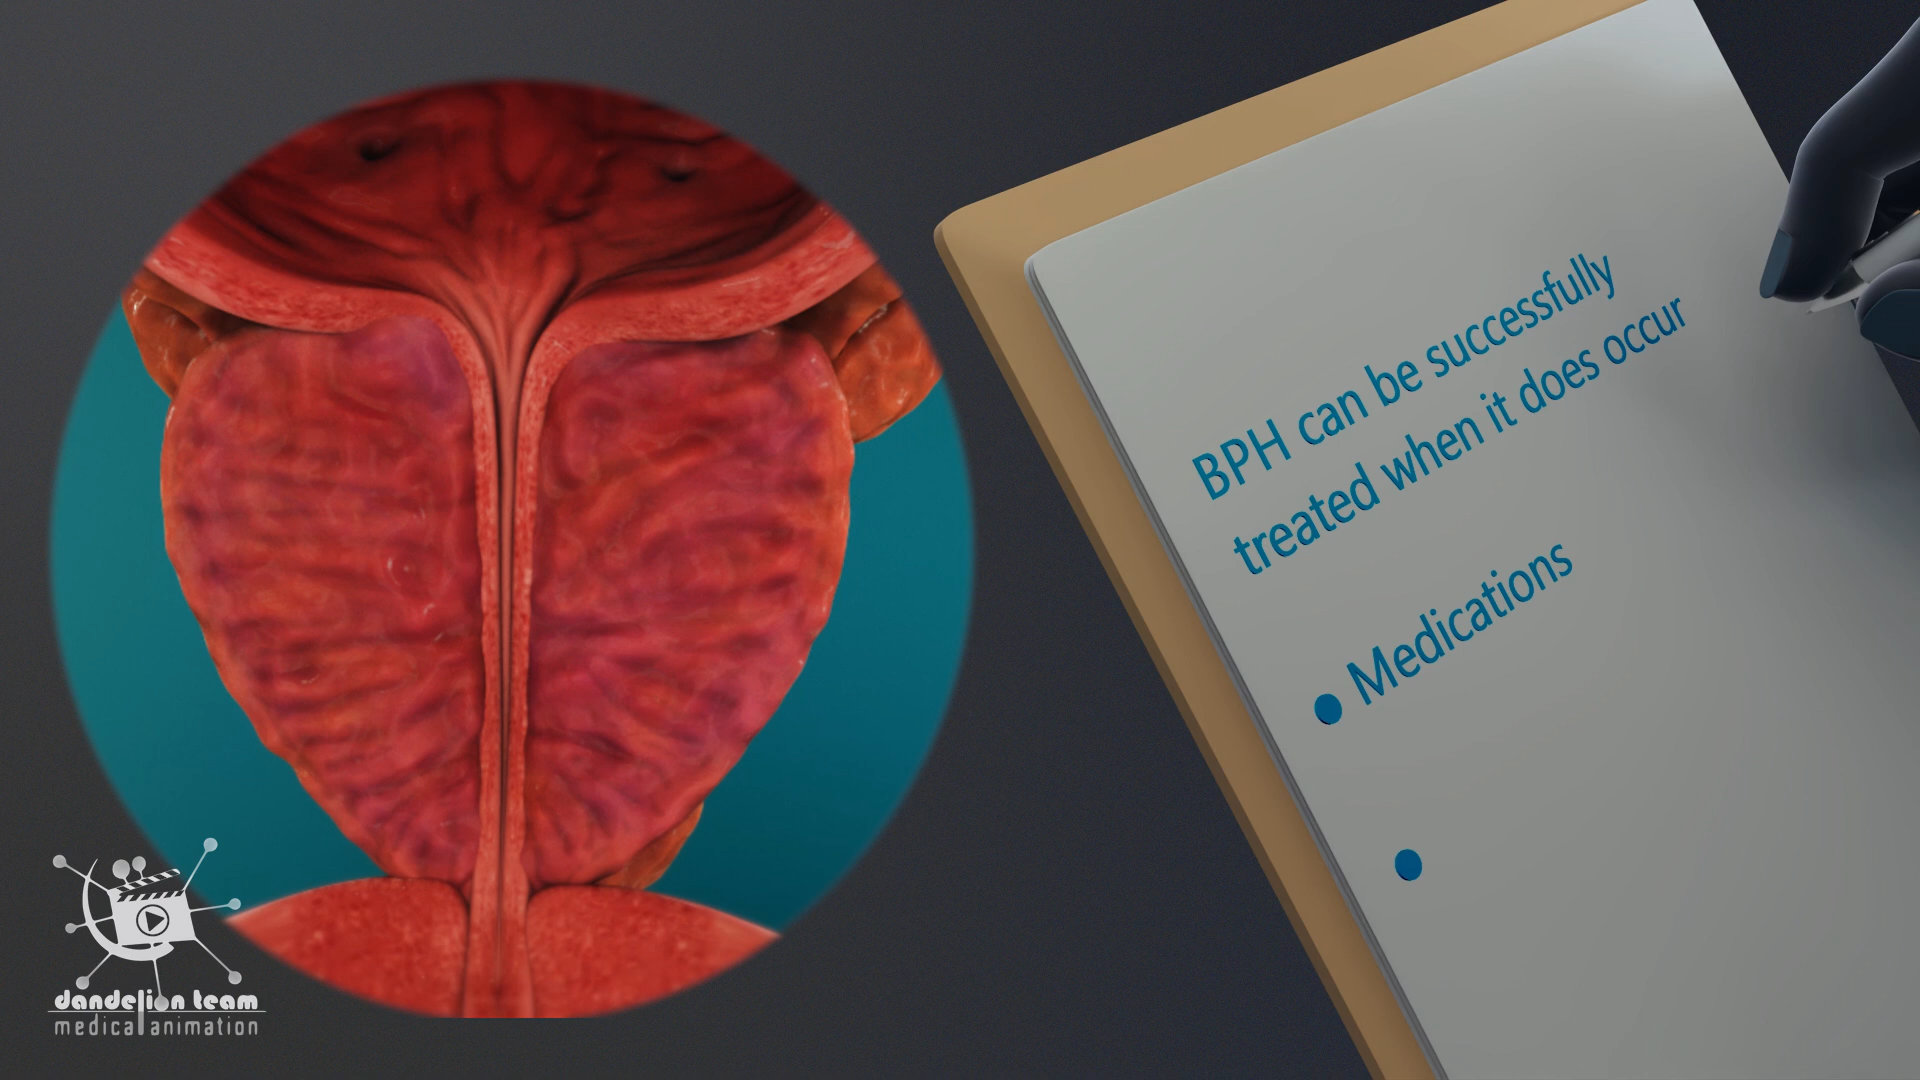 BPH can be successfully
treated when it does occur
● Medications
●
dandelion team
medical animation